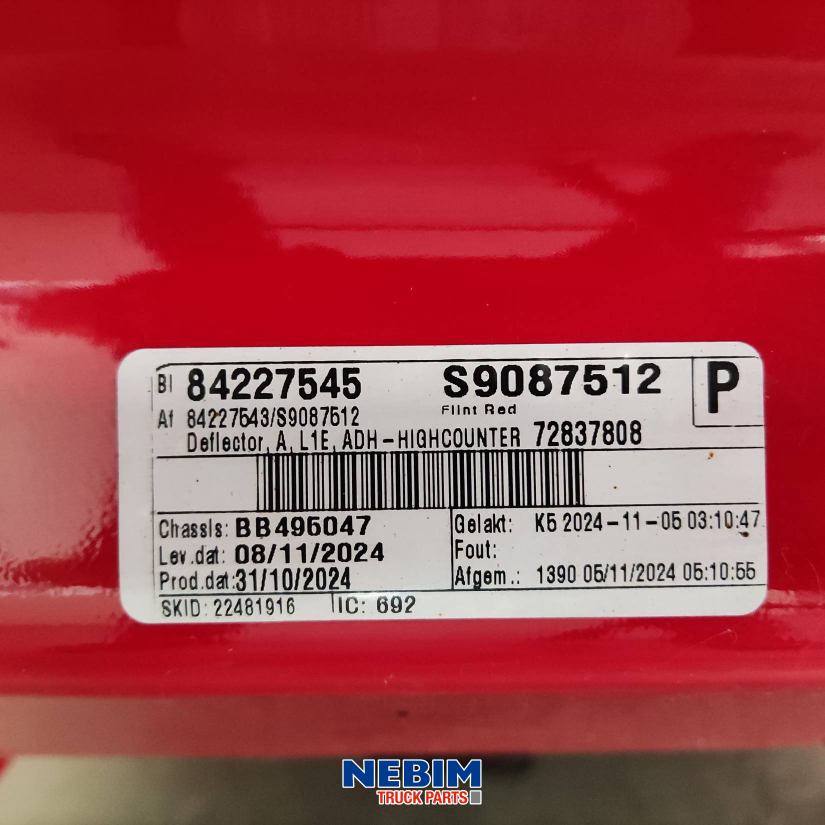 BI 84227545 S9087512 P
Af 84227543/S9087512 Flint Red
Deflector, A, L1E, ADH-HIGHCOUNTER 72837808
Chassis: BB495047 Gelakt: K5 2024-11-05 03:10:47
Lev.dat: 08/11/2024 Fout:
Prod.dat: 31/10/2024 Afgem.: 1390 05/11/2024 05:10:55
SKID: 22481916 IC: 692
NEBIM
TRUCK PARTS